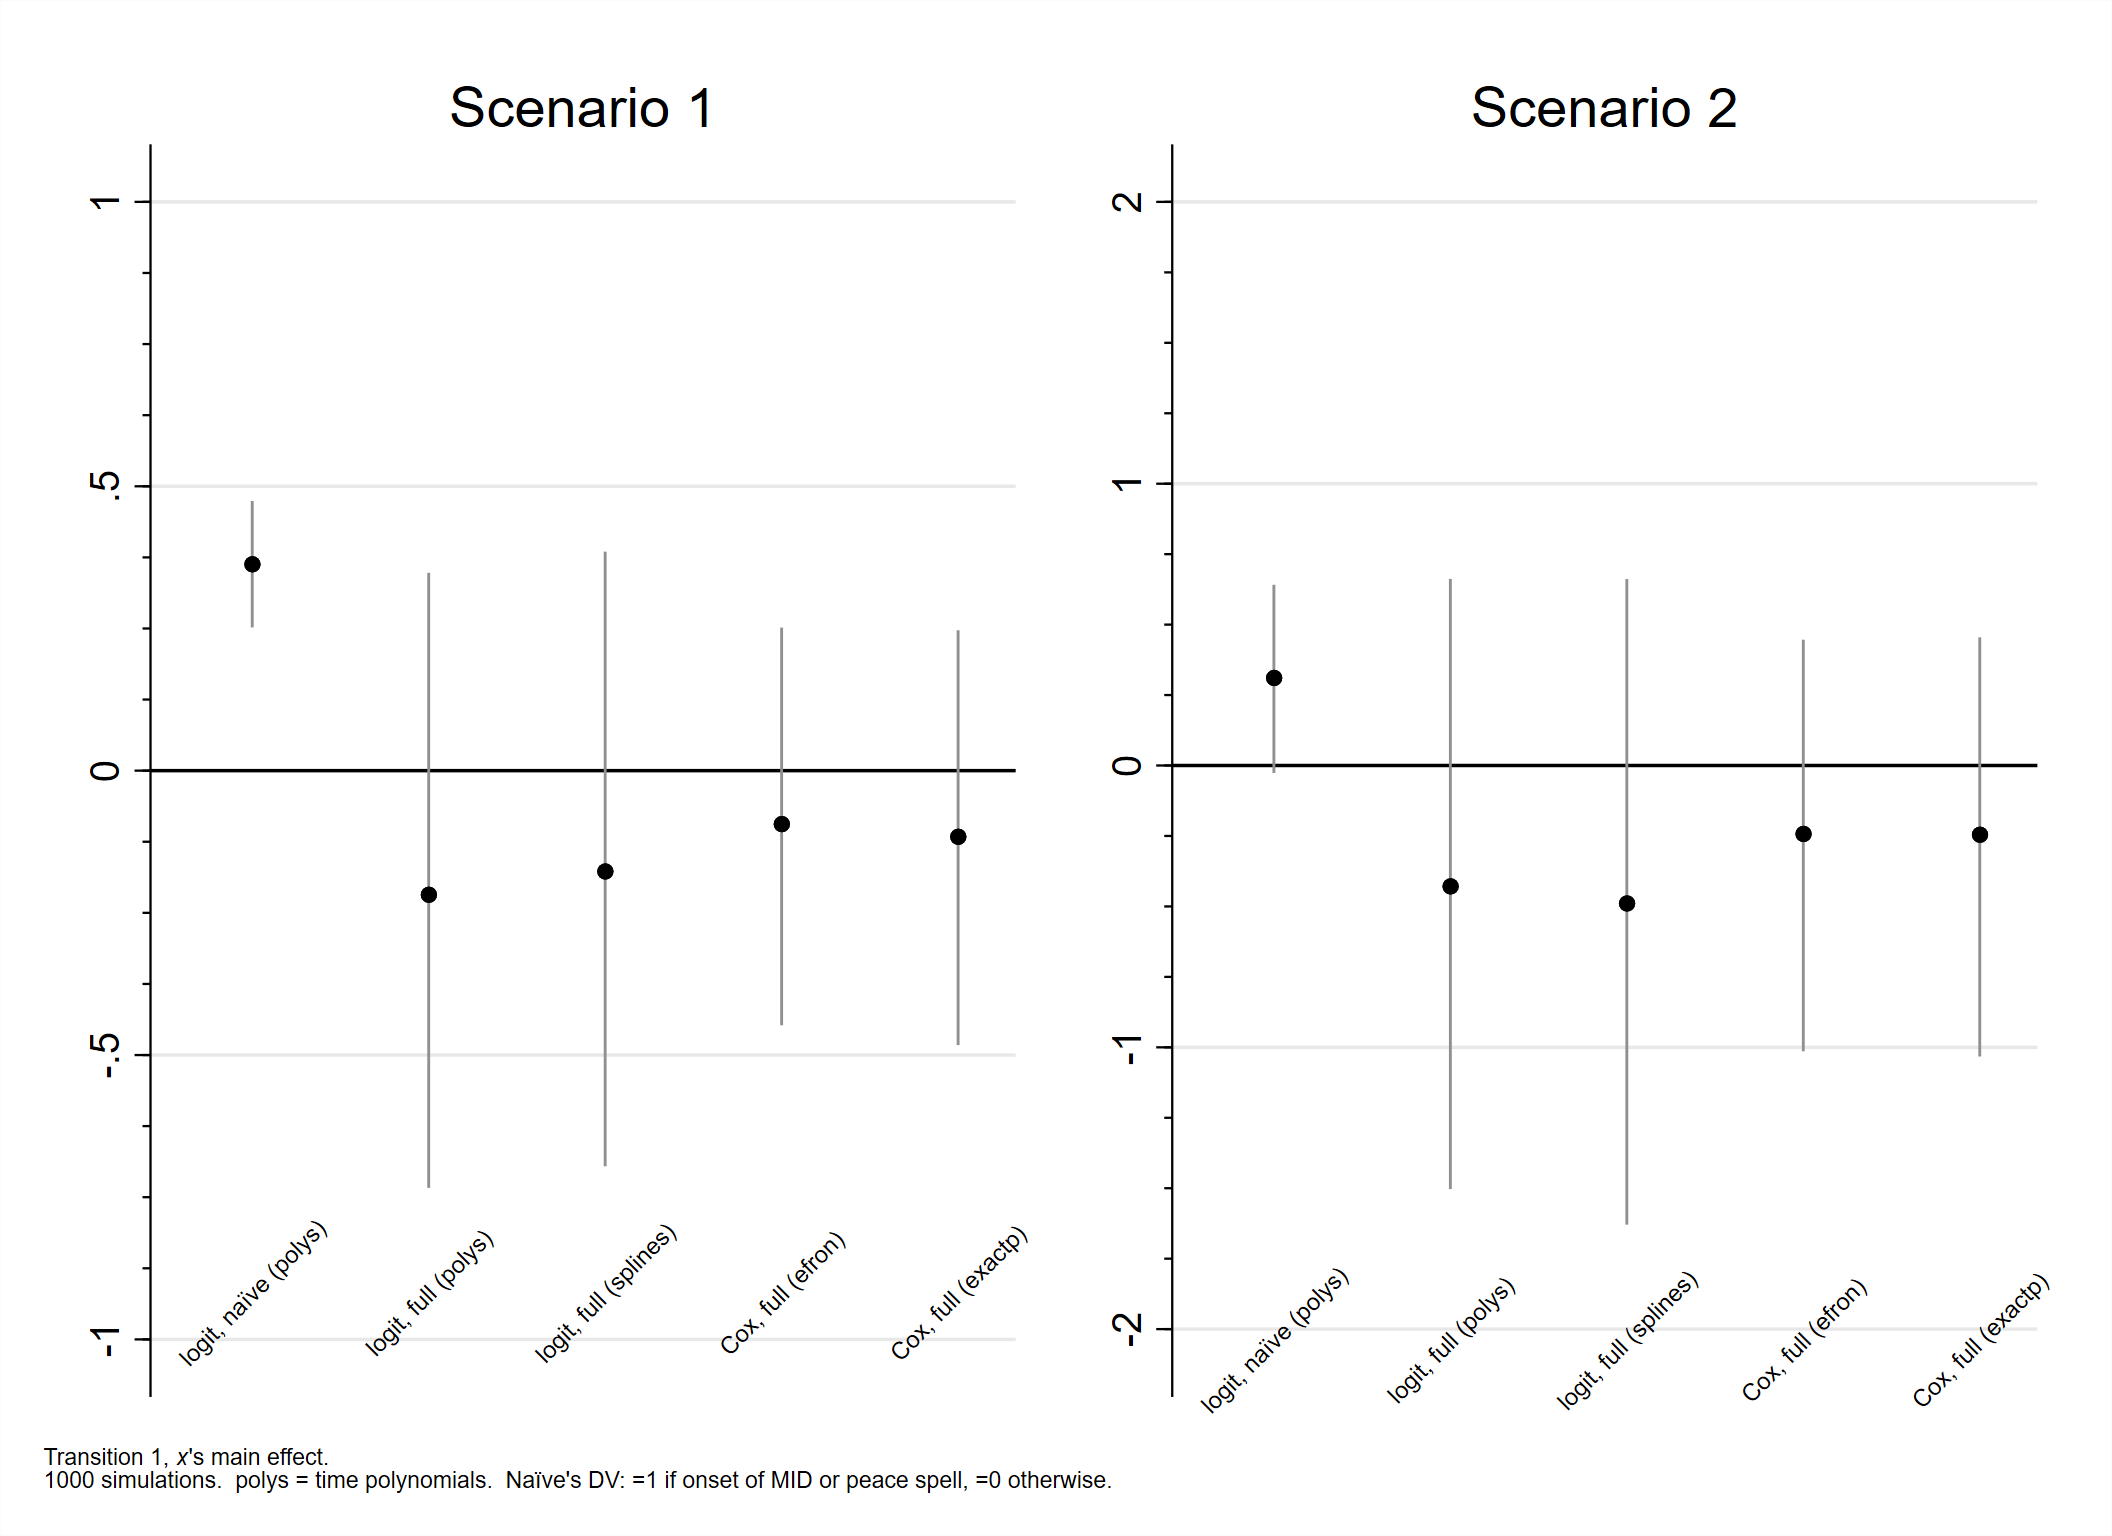 Scenario 1
1
.5
0
-.5
-1
logit, naïve (polys)
logit, full (polys)
logit, full (splines)
Cox, full (efron)
Cox, full (exactp)
Scenario 2
2
1
0
-1
-2
logit, naïve (polys)
logit, full (polys)
logit, full (splines)
Cox, full (efron)
Cox, full (exactp)
Transition 1, x's main effect.
1000 simulations.  polys = time polynomials.  Naïve's DV: =1 if onset of MID or peace spell, =0 otherwise.